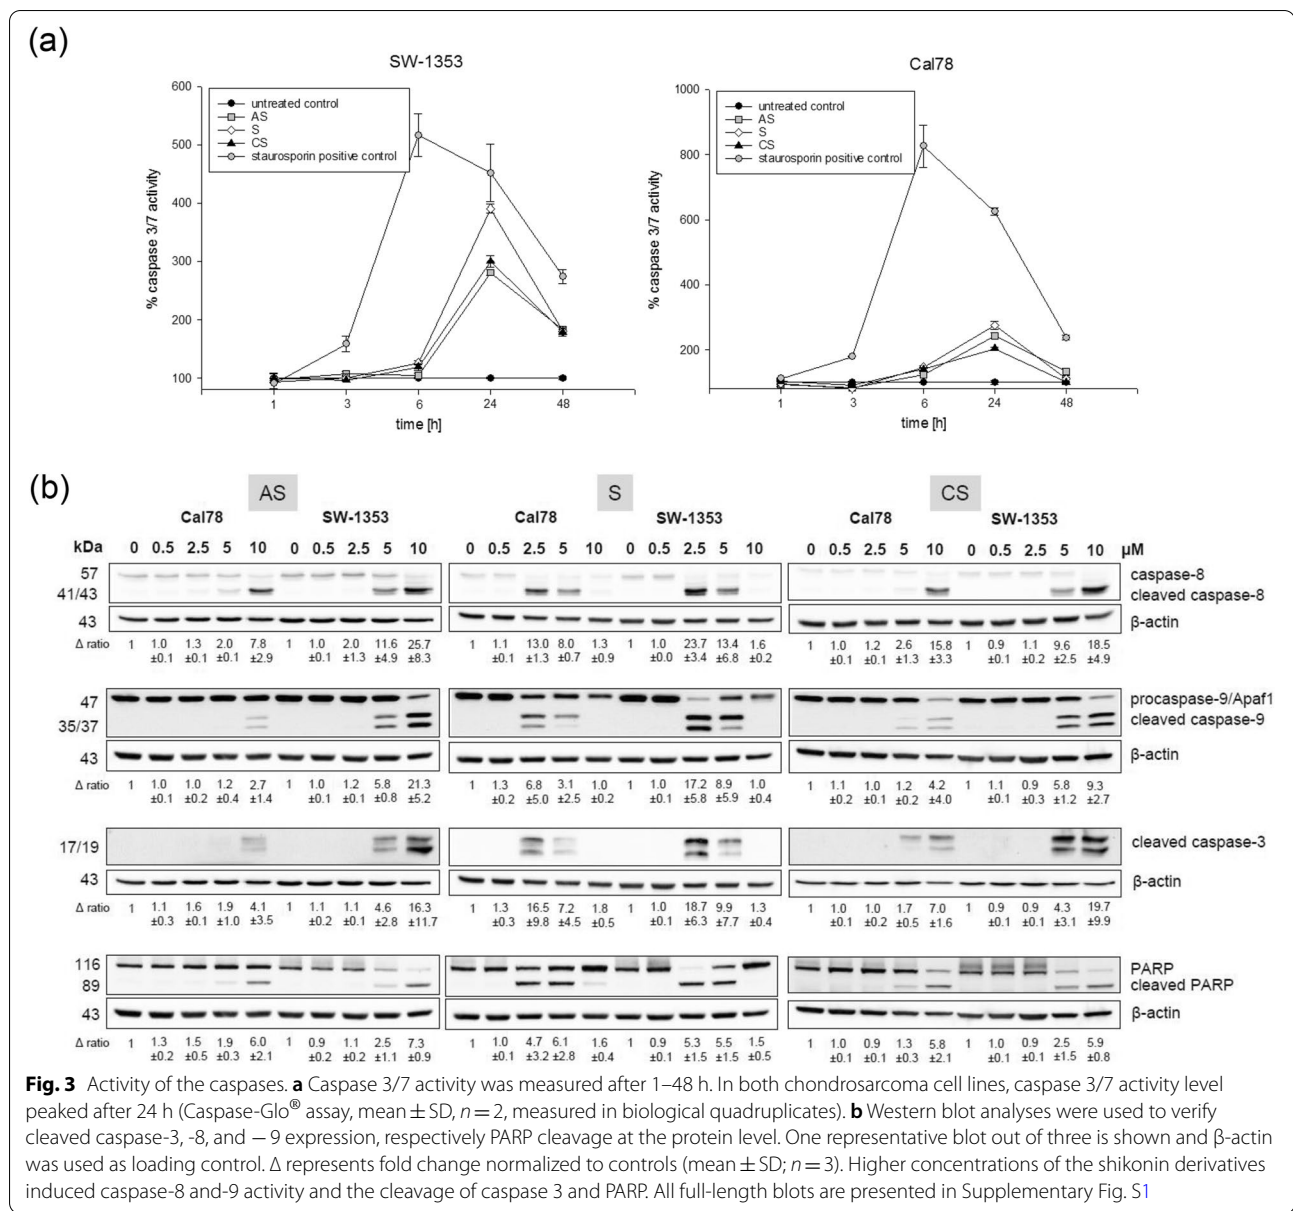 (a)
SW-1353
% caspase 3/7 activity
600
500
400
300
200
100
untreated control
AS
S
CS
staurosporin positive control
1 3 6 24 48
time [h]
Cal78
% caspase 3/7 activity
1000
800
600
400
200
untreated control
AS
S
CS
staurosporin positive control
1 3 6 24 48
time [h]
(b)
AS S CS
Cal78 SW-1353 Cal78 SW-1353 Cal78 SW-1353
kDa 0 0.5 2.5 5 10 0 0.5 2.5 5 10 0 0.5 2.5 5 10 0 0.5 2.5 5 10 0 0.5 2.5 5 10 0 0.5 2.5 5 10 µM
57 caspase-8
41/43 cleaved caspase-8
43 β-actin
Δ ratio 1 1.0 1.3 2.0 7.8 1 1.0 2.0 11.6 25.7 1 1.1 13.0 8.0 1.3 1 1.0 23.7 13.4 1.6 1 1.0 1.2 2.6 15.8 1 0.9 1.1 9.6 18.5
±0.1 ±0.1 ±0.1 ±2.9 ±0.1 ±1.3 ±4.9 ±8.3 ±0.1 ±1.3 ±0.7 ±0.9 ±0.0 ±3.4 ±6.8 ±0.2 ±0.1 ±0.1 ±1.3 ±3.3 ±0.1 ±0.2 ±2.5 ±4.9
47 procaspase-9/Apaf1
35/37 cleaved caspase-9
43 β-actin
Δ ratio 1 1.0 1.0 1.2 2.7 1 1.0 1.2 5.8 21.3 1 1.3 6.8 3.1 1.0 1 1.0 17.2 8.9 1.0 1 1.1 1.0 1.2 4.2 1 1.1 0.9 5.8 9.3
±0.1 ±0.2 ±0.4 ±1.4 ±0.1 ±0.1 ±0.8 ±5.2 ±0.2 ±5.0 ±2.5 ±0.2 ±0.1 ±5.8 ±5.9 ±0.4 ±0.2 ±0.1 ±0.2 ±4.0 ±0.1 ±0.3 ±1.2 ±2.7
17/19 cleaved caspase-3
43 β-actin
Δ ratio 1 1.1 1.6 1.9 4.1 1 1.1 1.1 4.6 16.3 1 1.3 16.5 7.2 1.8 1 1.0 18.7 9.9 1.3 1 1.0 1.0 1.7 7.0 1 0.9 0.9 4.3 19.7
±0.3 ±0.1 ±1.0 ±3.5 ±0.2 ±0.1 ±2.8 ±11.7 ±0.3 ±9.8 ±4.5 ±0.5 ±0.1 ±6.3 ±7.7 ±0.4 ±0.1 ±0.2 ±0.5 ±1.6 ±0.1 ±0.1 ±3.1 ±9.9
116 PARP
89 cleaved PARP
43 β-actin
Δ ratio 1 1.3 1.5 1.9 6.0 1 0.9 1.1 2.5 7.3 1 1.0 4.7 6.1 1.6 1 0.9 5.3 5.5 1.5 1 1.0 0.9 1.3 5.8 1 1.0 0.9 2.5 5.9
±0.2 ±0.5 ±0.3 ±2.1 ±0.2 ±0.2 ±1.1 ±0.9 ±0.1 ±3.2 ±2.8 ±0.4 ±0.1 ±1.5 ±1.5 ±0.5 ±0.1 ±0.1 ±0.3 ±2.1 ±0.1 ±0.1 ±1.5 ±0.8
Fig. 3 Activity of the caspases. a Caspase 3/7 activity was measured after 1–48 h. In both chondrosarcoma cell lines, caspase 3/7 activity level
peaked after 24 h (Caspase-Glo® assay, mean ± SD, n = 2, measured in biological quadruplicates). b Western blot analyses were used to verify
cleaved caspase-3, -8, and − 9 expression, respectively PARP cleavage at the protein level. One representative blot out of three is shown and β-actin
was used as loading control. Δ represents fold change normalized to controls (mean ± SD; n = 3). Higher concentrations of the shikonin derivatives
induced caspase-8 and-9 activity and the cleavage of caspase 3 and PARP. All full-length blots are presented in Supplementary Fig. S1